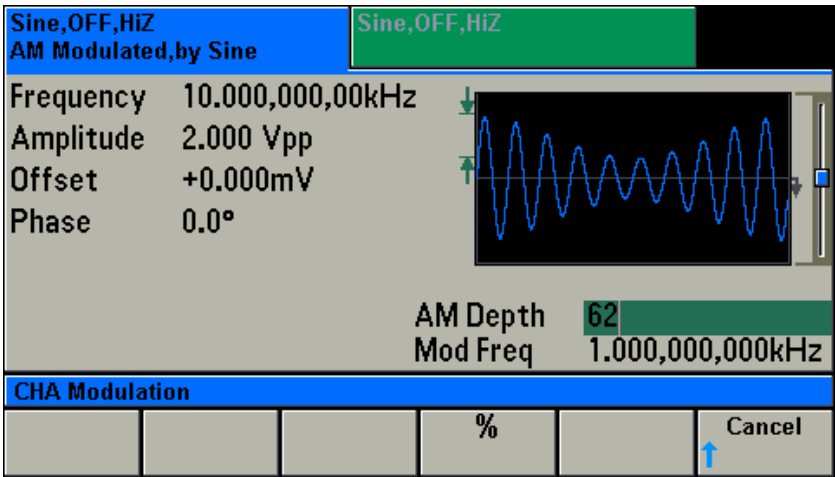 Sine,OFF,HiZ
AM Modulated,by Sine
Sine,OFF,HiZ
Frequency 10.000,000,00kHz
Amplitude 2.000 Vpp
Offset +0.000mV
Phase 0.0°
AM Depth 62
Mod Freq 1.000,000,000kHz
CHA Modulation
%
Cancel